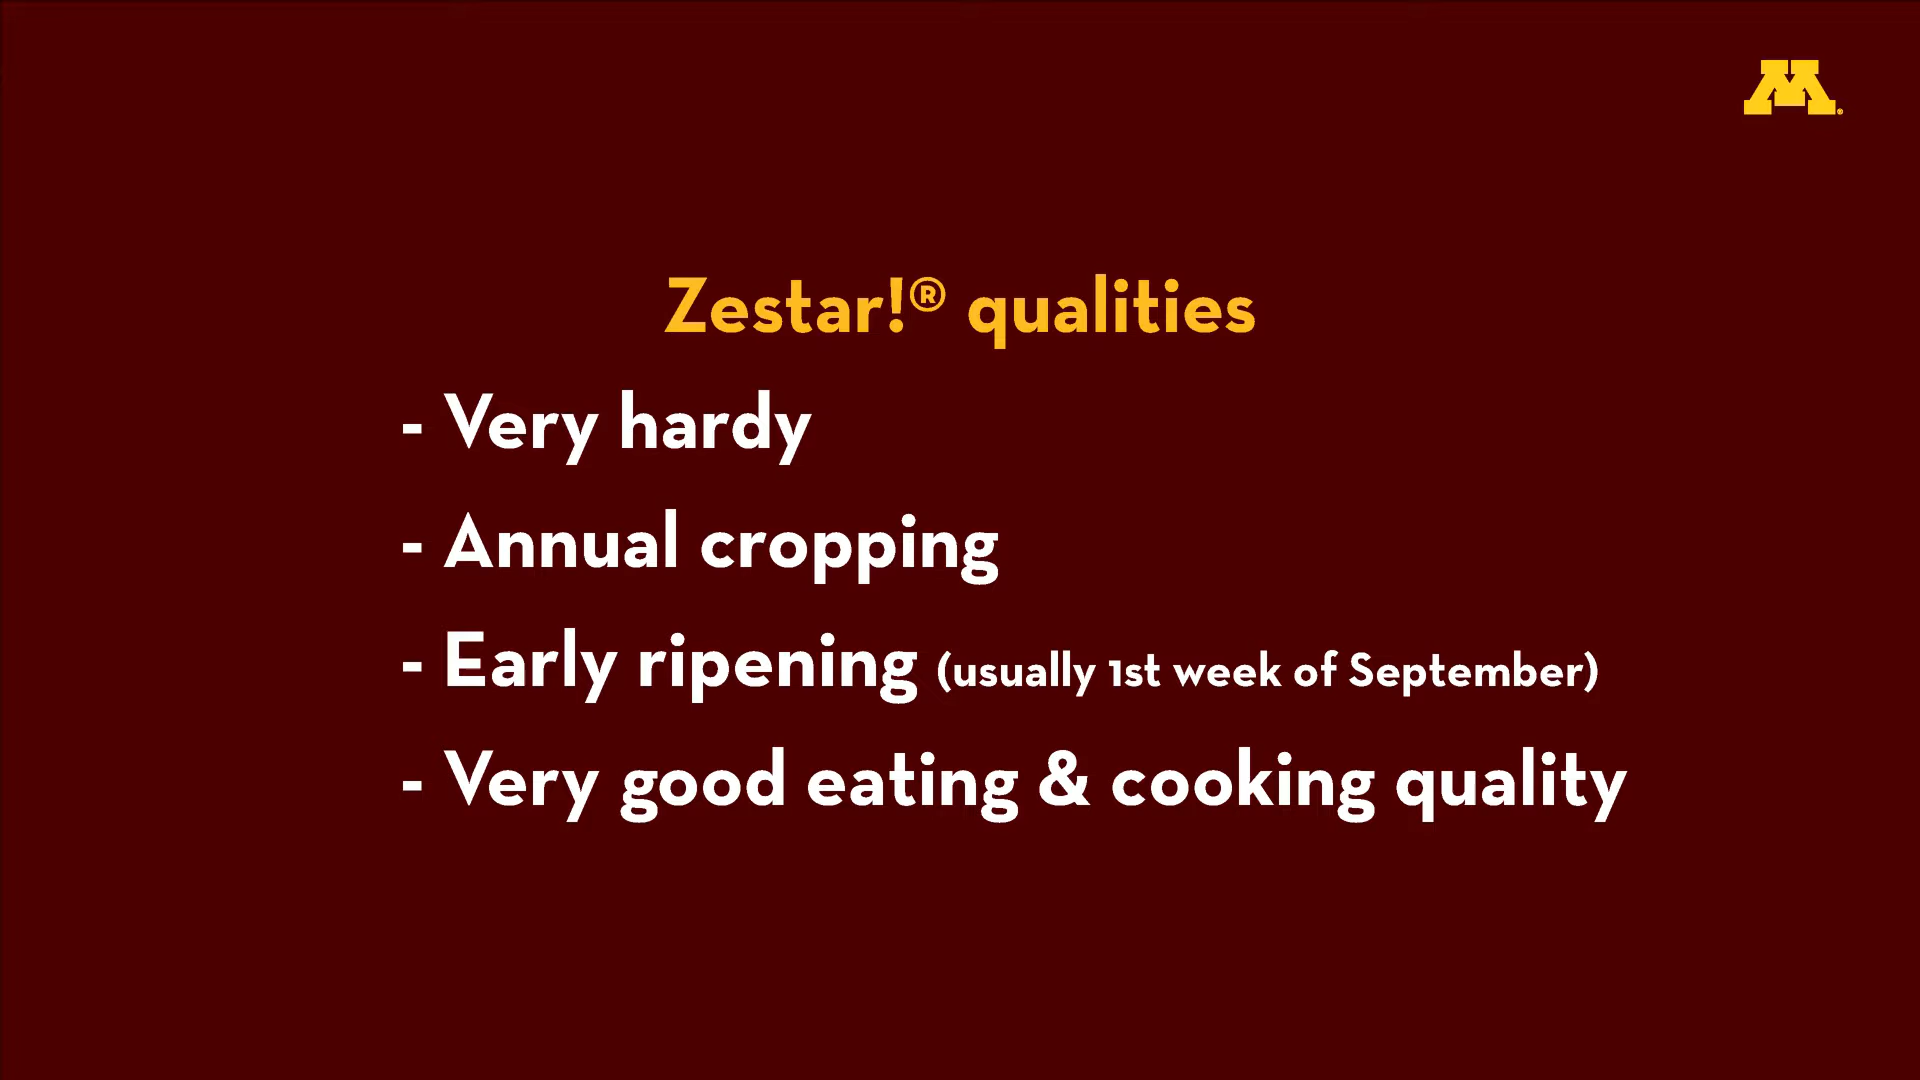 M®
Zestar!® qualities
- Very hardy
- Annual cropping
- Early ripening (usually 1st week of September)
- Very good eating & cooking quality